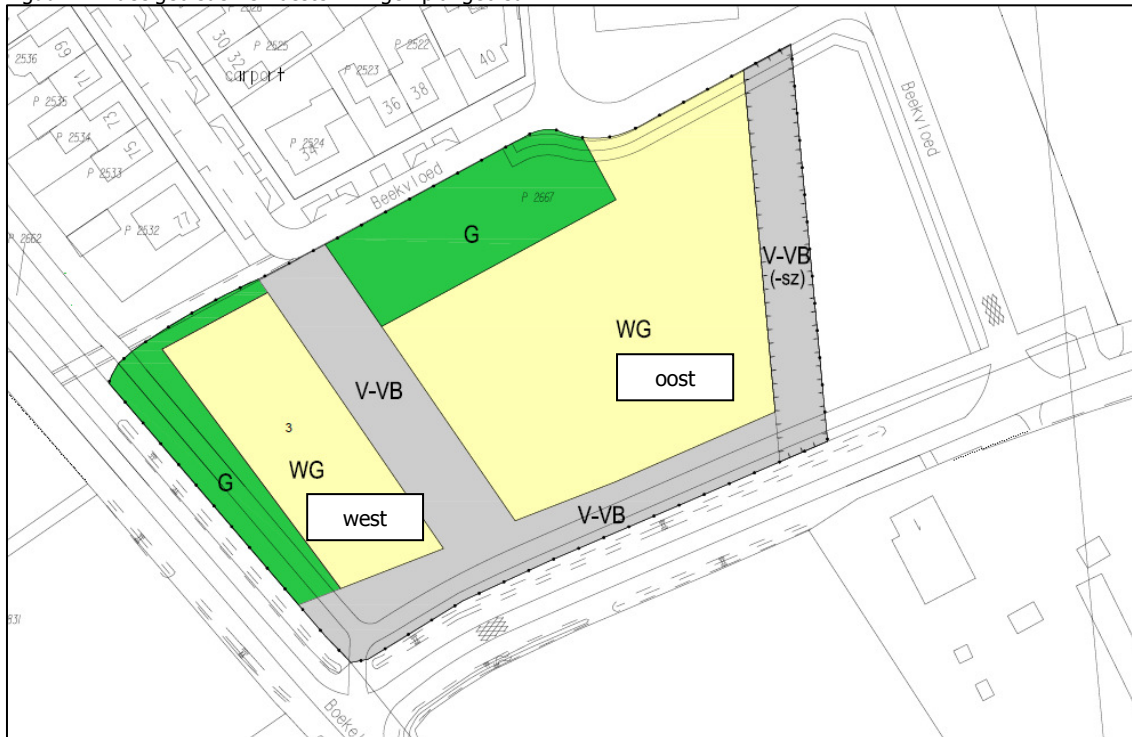 P 2526
P 2525
30
32
carport
P 2522
P 2523
40
38
36
P 2524
34
2536
69
71
P 2535
73
P 2534
75
P 2533
77
P 2532
P 2662
Beekvloed
Beekvloed
P 2667
G
V-VB
(-sz)
WG
oost
V-VB
3
WG
west
G
V-VB
831